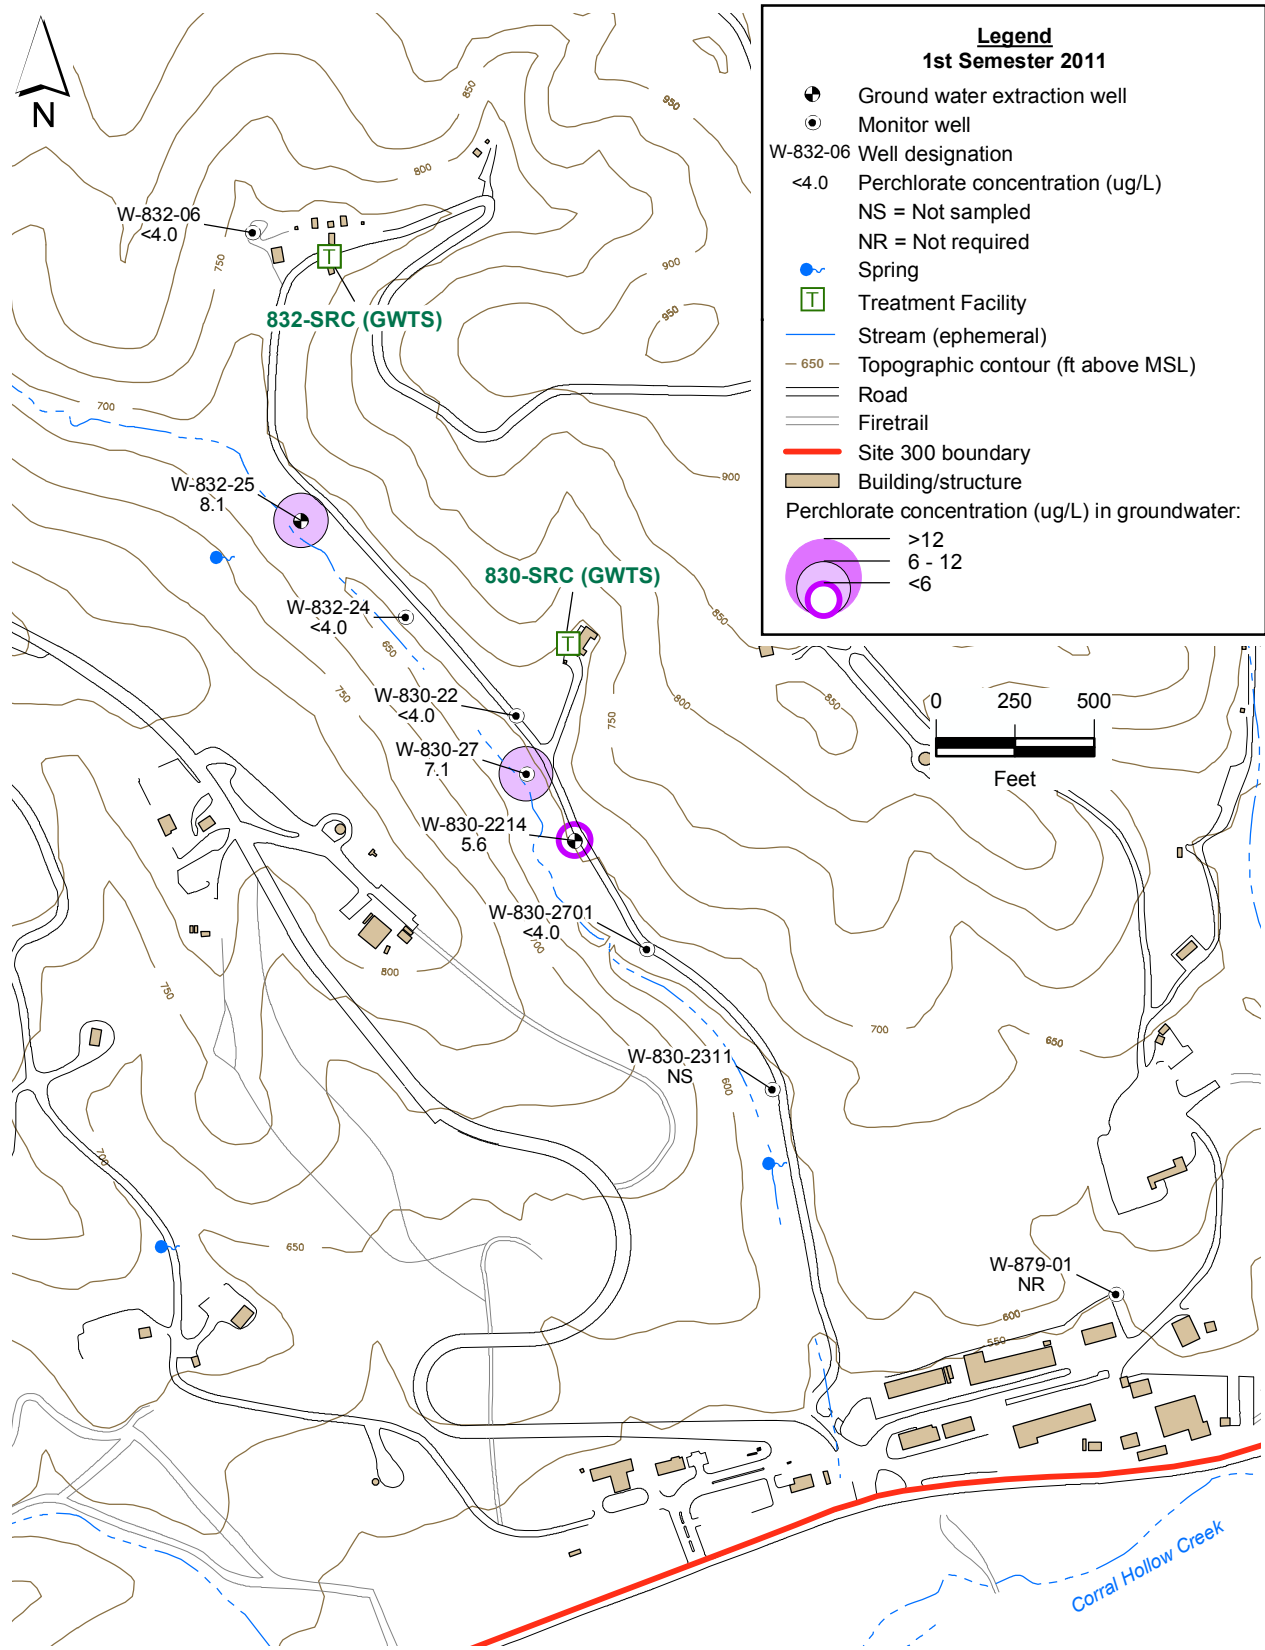 N
Legend
1st Semester 2011
Ground water extraction well
Monitor well
W-832-06 Well designation
<4.0 Perchlorate concentration (ug/L)
NS = Not sampled
NR = Not required
Spring
T Treatment Facility
Stream (ephemeral)
650 Topographic contour (ft above MSL)
Road
Firetrail
Site 300 boundary
Building/structure
Perchlorate concentration (ug/L) in groundwater:
>12
6 - 12
<6
0 250 500
Feet
850
950
800
W-832-06
<4.0
750
T
832-SRC (GWTS)
900
950
700
900
W-832-25
8.1
830-SRC (GWTS)
W-832-24
<4.0
850
T
650
750
W-830-22
<4.0
800
850
750
W-830-27
7.1
W-830-2214
5.6
W-830-2701
<4.0
700
800
750
700
650
W-830-2311
NS
600
700
650
W-879-01
NR
600
550
Corral Hollow Creek